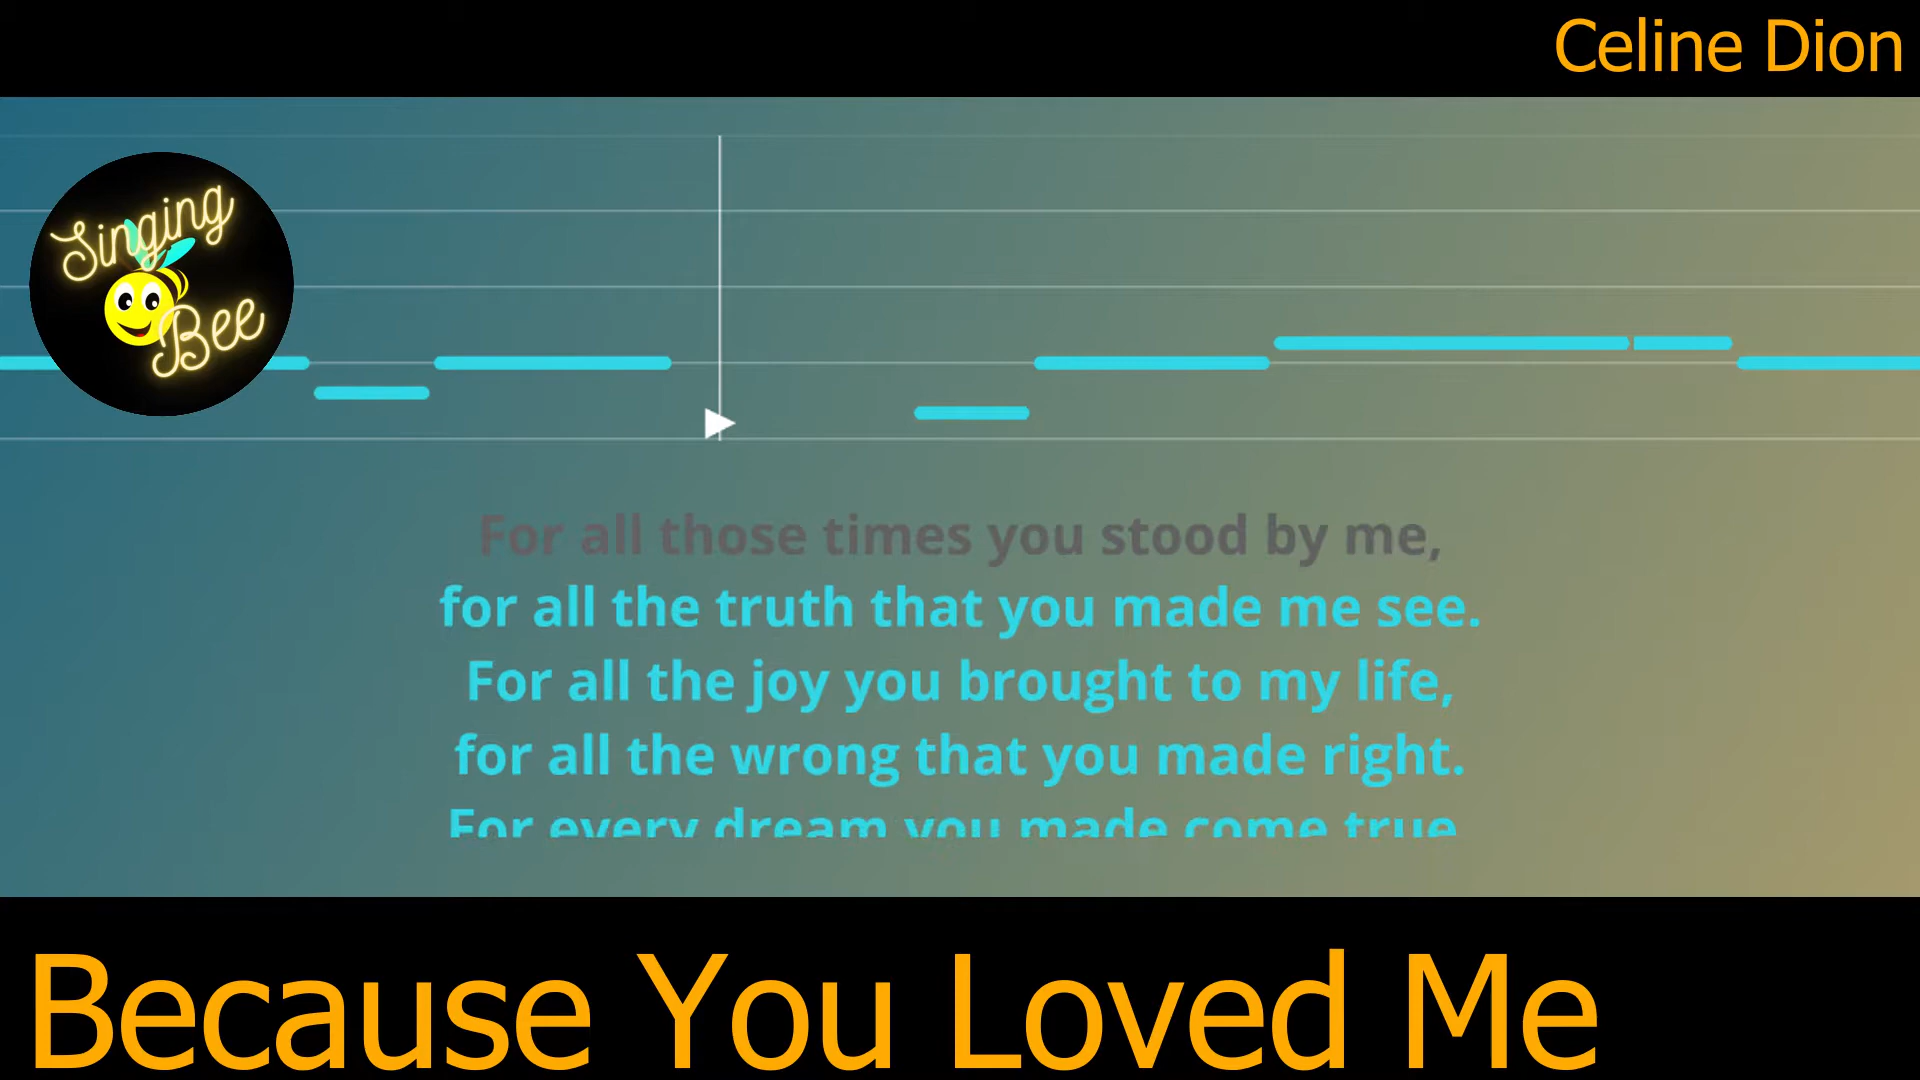 Celine Dion
Singing
Bee
For all those times you stood by me,
for all the truth that you made me see.
For all the joy you brought to my life,
for all the wrong that you made right.
For every dream you made come true
Because You Loved Me